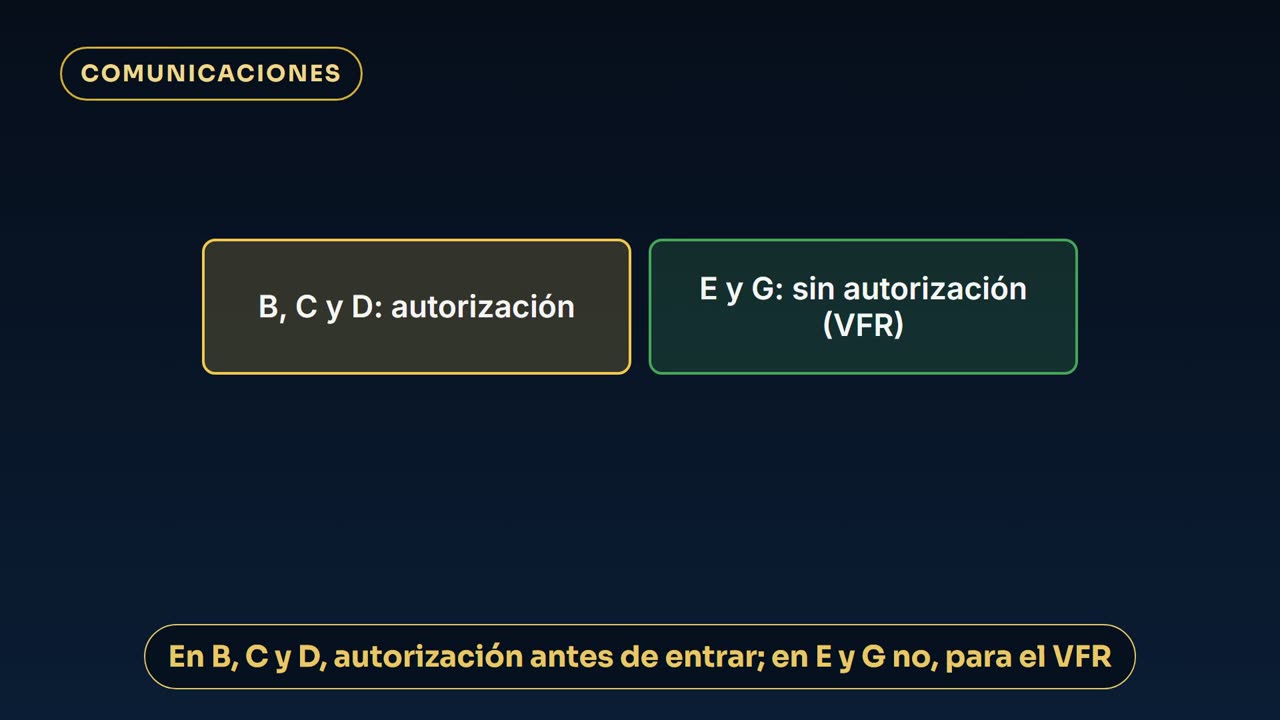 COMUNICACIONES
B, C y D: autorización
E y G: sin autorización
(VFR)
En B, C y D, autorización antes de entrar; en E y G no, para el VFR